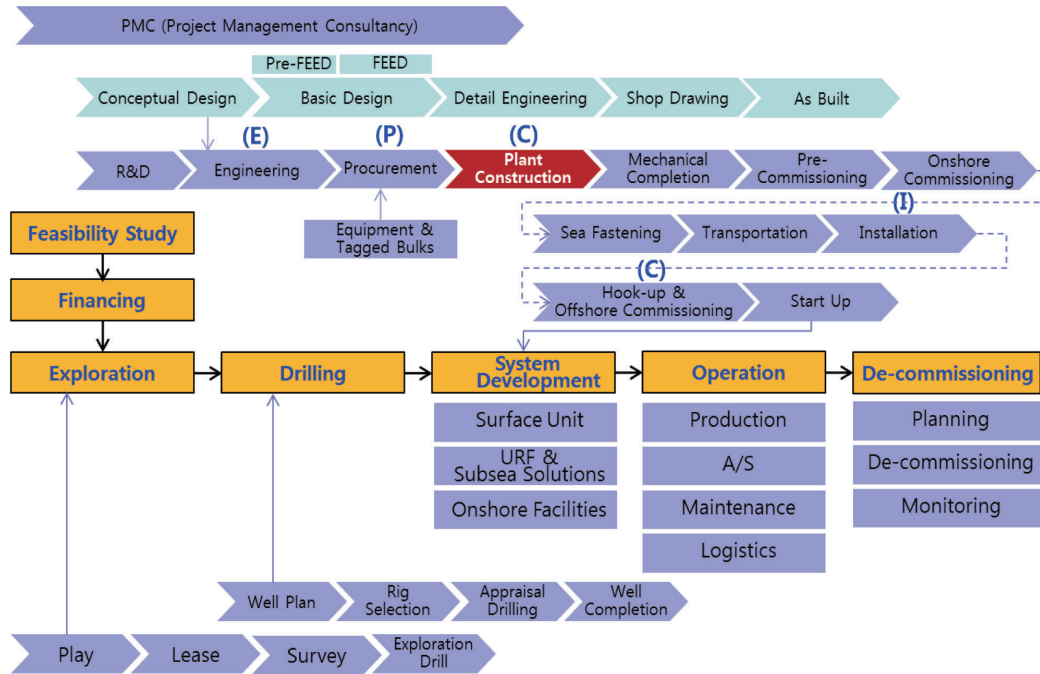 PMC (Project Management Consultancy)
Pre-FEED
FEED
Conceptual Design
Basic Design
Detail Engineering
Shop Drawing
As Built
(E)
(P)
(C)
R&D
Engineering
Procurement
Plant
Construction
Mechanical
Completion
Pre-
Commissioning
Onshore
Commissioning
(I)
Equipment &
Tagged Bulks
Sea Fastening
Transportation
Installation
Feasibility Study
(C)
Financing
Hook-up &
Offshore Commissioning
Start Up
Exploration
Drilling
System
Development
Operation
De-commissioning
Surface Unit
URF &
Subsea Solutions
Onshore Facilities
Production
A/S
Maintenance
Logistics
Planning
De-commissioning
Monitoring
Well Plan
Rig
Selection
Appraisal
Drilling
Well
Completion
Play
Lease
Survey
Exploration
Drill